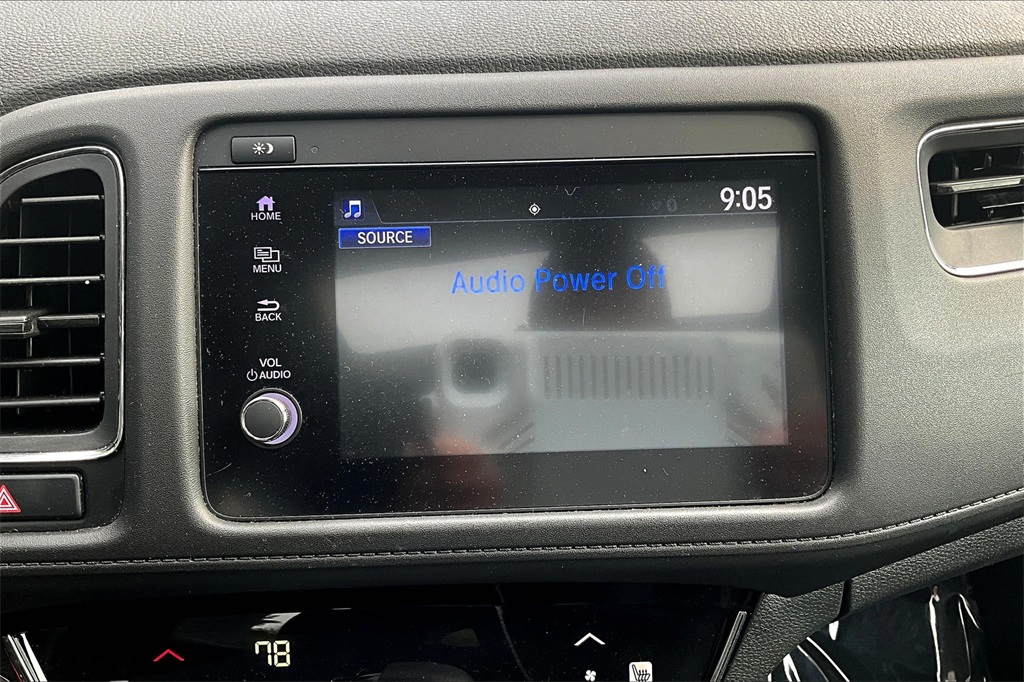 9:05
HOME
SOURCE
MENU
Audio Power Off
BACK
VOL
AUDIO
78